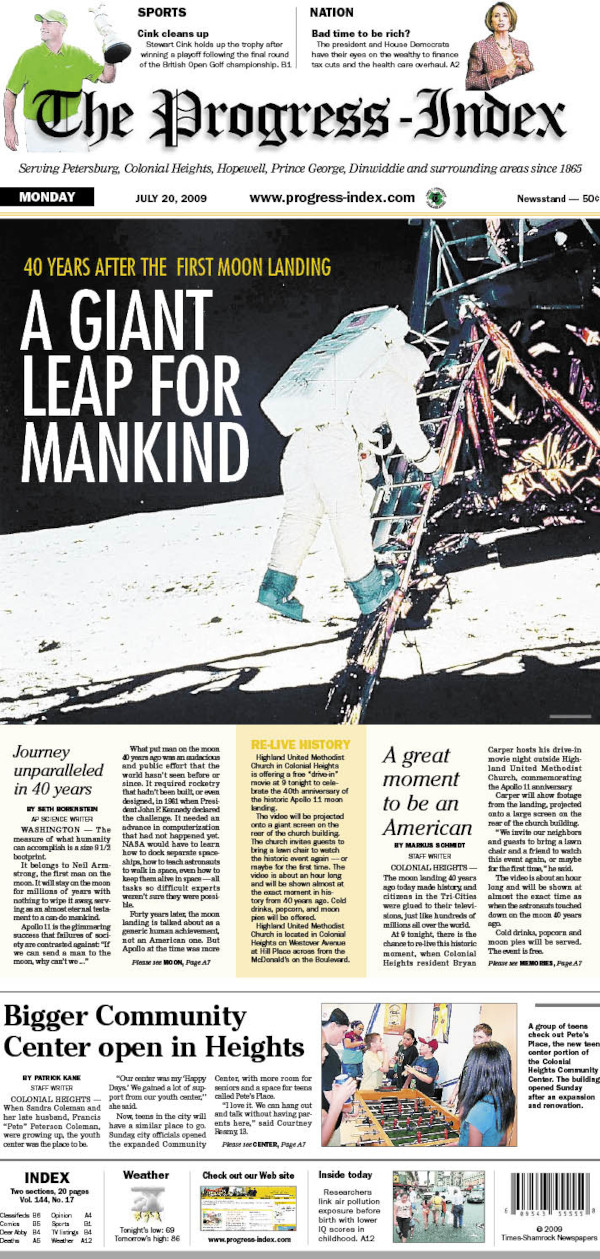 SPORTS
Cink cleans up
Stewart Cink holds up the trophy after
winning a playoff following the final round
of the British Open Golf championship. B1
NATION
Bad time to be rich?
The president and House Democrats
have their eyes on the wealthy to finance
tax cuts and the health care overhaul. A2
The Progress-Index
Serving Petersburg, Colonial Heights, Hopewell, Prince George, Dinwiddie and surrounding areas since 1865
MONDAY
JULY 20, 2009
www.progress-index.com
Newsstand — 50¢
40 YEARS AFTER THE FIRST MOON LANDING
A GIANT
LEAP FOR
MANKIND
Journey
unparalleled
in 40 years
BY SETH BORENSTEIN
AP SCIENCE WRITER
WASHINGTON — The
measure of what humanity
can accomplish is a size 9 1/2
bootprint.
It belongs to Neil Arm-
strong, the first man on the
moon. It will stay on the moon
for millions of years with
nothing to wipe it away, serv-
ing as an almost eternal testa-
ment to a can-do mankind.
Apollo 11 is the glimmering
success that failures of soci-
ety are contrasted against: "If
we can send a man to the
moon, why can't we ..."
What put man on the moon
40 years ago was an audacious
and public effort that the
world hasn't seen before or
since. It required rocketry
that hadn't been built, or even
designed, in 1961 when Presi-
dent John F. Kennedy declared
the challenge. It needed an
advance in computerization
that had not happened yet.
NASA would have to learn
how to dock separate space-
ships, how to teach astronauts
to walk in space, even how to
keep them alive in space — all
tasks so difficult experts
weren't sure they were possi-
ble.
Forty years later, the moon
landing is talked about as a
generic human achievement,
not an American one. But
Apollo at the time was more
Please see MOON, Page A7
RE-LIVE HISTORY
Highland United Methodist
Church in Colonial Heights
is offering a free "drive-in"
movie at 9 tonight to cele-
brate the 40th anniversary of
the historic Apollo 11 moon
landing.
The video will be projected
onto a giant screen on the
rear of the church building.
The church invites guests to
bring a lawn chair to watch
the historic event again — or
maybe for the first time. The
video is about an hour long
and will be shown almost at
the exact moment in his-
tory from 40 years ago. Cold
drinks, popcorn, and moon
pies will be offered.
Highland United Methodist
Church is located in Colonial
Heights on Westover Avenue
at Hill Place across from the
McDonald's on the Boulevard.
A great
moment
to be an
American
BY MARKUS SCHMIDT
STAFF WRITER
COLONIAL HEIGHTS —
The moon landing 40 years
ago today made history, and
citizens in the Tri-Cities
were glued to their televi-
sions, just like hundreds of
millions all over the world.
At 9 tonight, there is the
chance to re-live this historic
moment, when Colonial
Heights resident Bryan
Carper hosts his drive-in
movie night outside High-
land United Methodist
Church, commemorating
the Apollo 11 anniversary.
Carper will show footage
from the landing, projected
onto a large screen on the
rear of the church building.
"We invite our neighbors
and guests to bring a lawn
chair and a friend to watch
this event again, or maybe
for the first time," he said.
The video is about an hour
long and will be shown at
almost the exact time as
when the astronauts touched
down on the moon 40 years
ago.
Cold drinks, popcorn and
moon pies will be served.
The event is free.
Please see MEMORIES, Page A7
Bigger Community
Center open in Heights
BY PATRICK KANE
STAFF WRITER
COLONIAL HEIGHTS —
When Sandra Coleman and
her late husband, Francis
"Pete" Peterson Coleman,
were growing up, the youth
center was the place to be.
"Our center was my 'Happy
Days.' We gained a lot of sup-
port from our youth center,"
she said.
Now, teens in the city will
have a similar place to go.
Sunday, city officials opened
the expanded Community
Center, with more room for
seniors and a space for teens
called Pete's Place.
"I love it. We can hang out
and talk without having par-
ents here," said Courtney
Reamy, 13.
Please see CENTER, Page A7
A group of teens
check out Pete's
Place, the new teen
center portion of
the Colonial
Heights Community
Center. The building
opened Sunday
after an expansion
and renovation.
INDEX
Two sections, 20 pages
Vol. 144, No. 17
Classifieds B6 Opinion A4
Comics B5 Sports B1
Dear Abby B4 TV listings B4
Deaths A5 Weather A12
Weather
Tonight's low: 69
Tomorrow's high: 86
Check out our Web site
www.progress-index.com
Inside today
Researchers
link air pollution
exposure before
birth with lower
IQ scores in
childhood. A12
© 2009
Times-Shamrock Newspapers